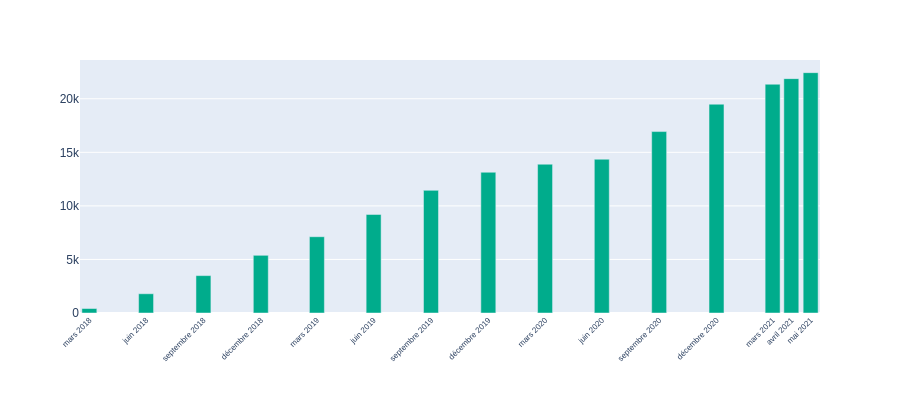 20k
15k
10k
5k
0
mars 2018
juin 2018
septembre 2018
décembre 2018
mars 2019
juin 2019
septembre 2019
décembre 2019
mars 2020
juin 2020
septembre 2020
décembre 2020
mars 2021
avril 2021
mai 2021